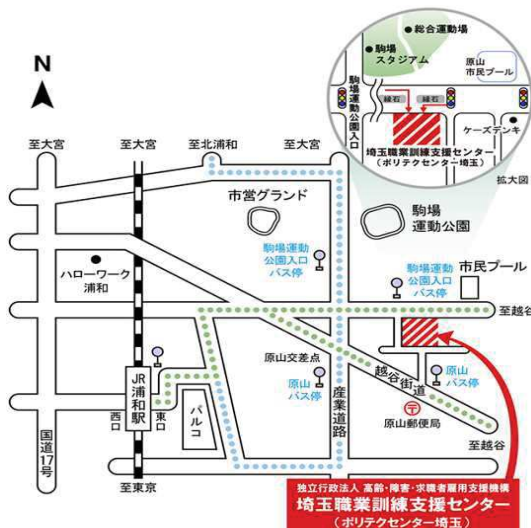 総合運動場
駒場
スタジアム
原山
市民プール
駒場運動公園入口
縁石
縁石
ケーズデンキ
埼玉職業訓練支援センター
(ポリテクセンター埼玉)
拡大図
N
至大宮
至大宮
至北浦和
至大宮
市営グランド
駒場
運動公園
駒場運動
公園入口
バス停
駒場運動
公園入口
バス停
市民プール
ハローワーク
浦和
至越谷
原山交差点
原山
バス停
越谷街道
原山
バス停
JR浦和駅
西口
東口
パルコ
産業道路
原山郵便局
国道17号
至越谷
至東京
独立行政法人 高齢・障害・求職者雇用支援機構
埼玉職業訓練支援センター
(ポリテクセンター埼玉)